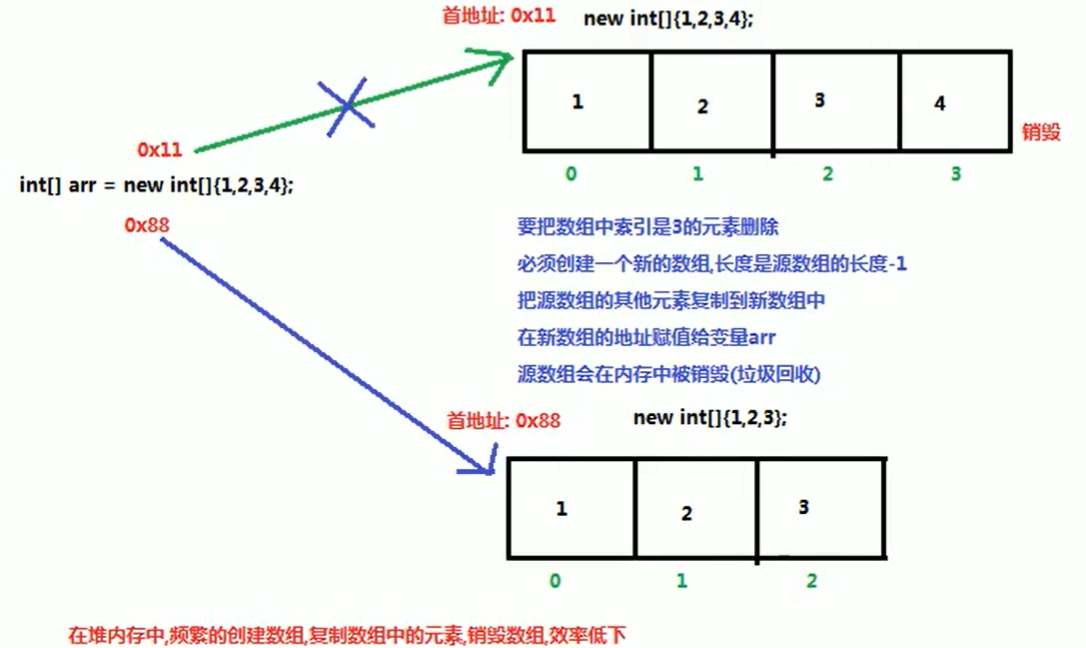 首地址: 0x11 new int[]{1,2,3,4};
1 2 3 4
销毁
0x11
0 1 2 3
int[] arr = new int[]{1,2,3,4};
0x88
要把数组中索引是3的元素删除
必须创建一个新的数组,长度是源数组的长度-1
把源数组的其他元素复制到新数组中
在新数组的地址赋值给变量arr
源数组会在内存中被销毁(垃圾回收)
首地址: 0x88 new int[]{1,2,3};
1 2 3
0 1 2
在堆内存中,频繁的创建数组,复制数组中的元素,销毁数组,效率低下